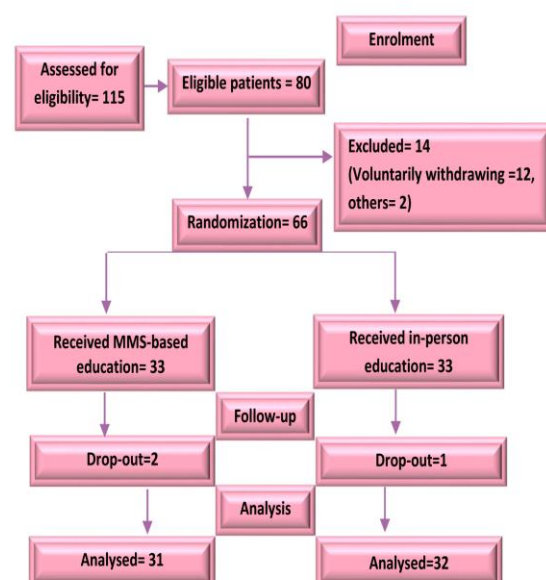 Enrolment
Assessed for
eligibility= 115
Eligible patients = 80
Excluded= 14
(Voluntarily withdrawing =12,
others= 2)
Randomization= 66
Received MMS-based
education= 33
Received in-person
education= 33
Follow-up
Drop-out=2
Drop-out=1
Analysis
Analysed= 31
Analysed=32